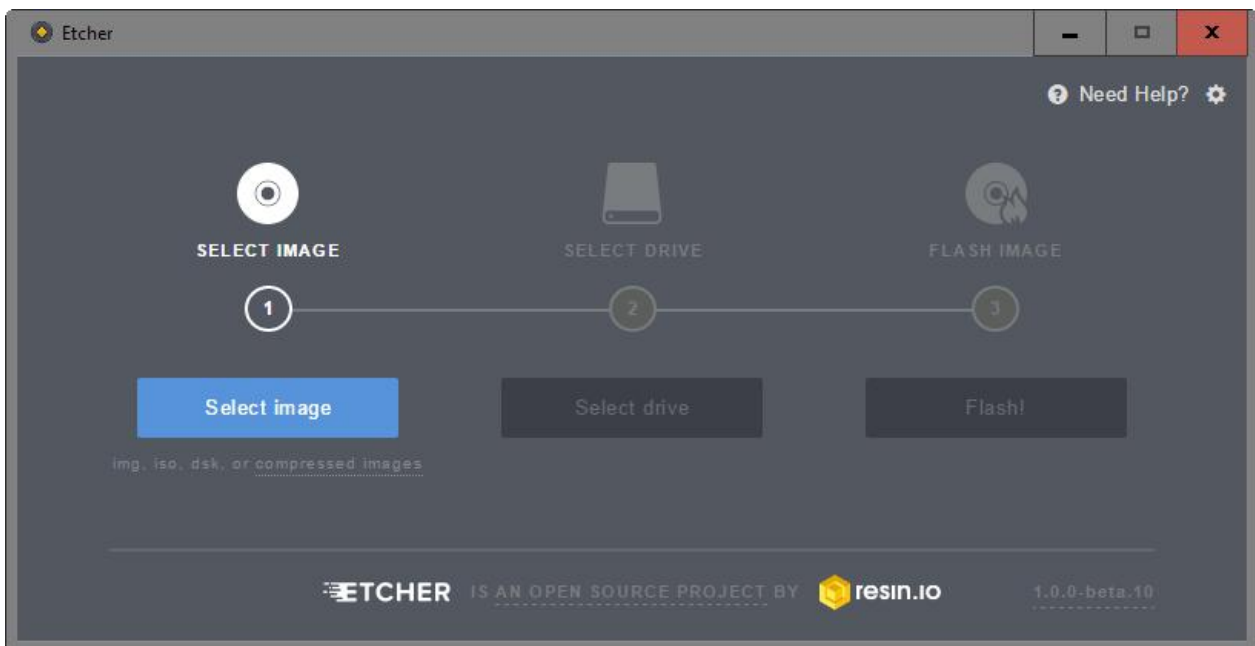 Etcher
Need Help?
SELECT IMAGE
SELECT DRIVE
FLASH IMAGE
1
2
3
Select image
Select drive
Flash!
img, iso, dsk, or compressed images
ETCHER IS AN OPEN SOURCE PROJECT BY resin.io 1.0.0-beta.10